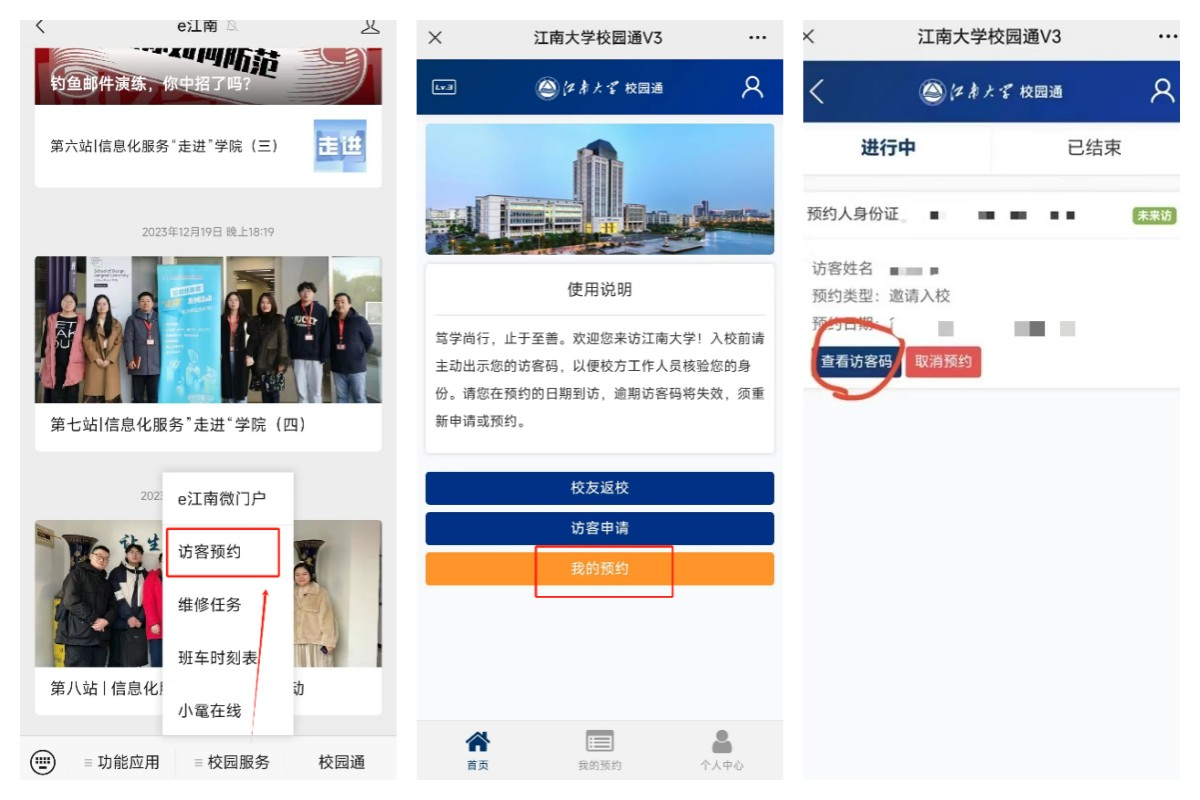 e江南
钓鱼邮件演练，你中招了吗？
第六站|信息化服务“走进”学院（三）
走进
2023年12月19日 晚上18:19
第七站|信息化服务”走进“学院（四）
202
e江南微门户
访客预约
维修任务
班车时刻表
小鼋在线
第八站 | 信息化
动
功能应用
校园服务
校园通
江南大学校园通V3
Lv.3
江南大学 校园通
使用说明
笃学尚行，止于至善。欢迎您来访江南大学！入校前请
主动出示您的访客码，以便校方工作人员核验您的身
份。请您在预约的日期到访，逾期访客码将失效，须重
新申请或预约。
校友返校
访客申请
我的预约
首页
我的预约
个人中心
江南大学校园通V3
江南大学 校园通
进行中
已结束
预约人身份证
未来访
访客姓名
预约类型：邀请入校
预约日期：
查看访客码
取消预约